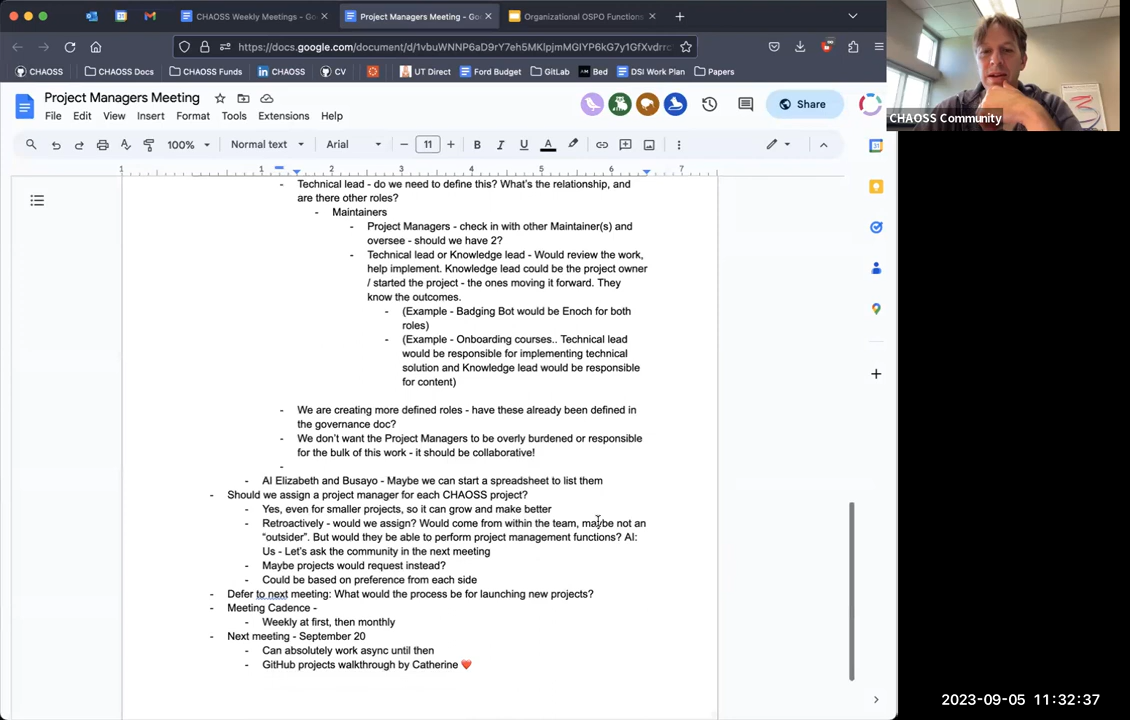 CHAOSS Weekly Meetings - Go
Project Managers Meeting - Go
Organizational OSPO Functions
https://docs.google.com/document/d/1vbuWNNP6aD9rY7eh5MKlpjmMGIYP6kG7y1GfXvdrrc
CHAOSS
CHAOSS Docs
CHAOSS Funds
CHAOSS
CV
UT Direct
Ford Budget
GitLab
Bed
DSI Work Plan
Papers
Project Managers Meeting
File Edit View Insert Format Tools Extensions Help
Share
CHAOSS Community
100% Normal text Arial 11
1 1 2 3 4 5 6 7
- Technical lead - do we need to define this? What's the relationship, and
are there other roles?
- Maintainers
- Project Managers - check in with other Maintainer(s) and
oversee - should we have 2?
- Technical lead or Knowledge lead - Would review the work,
help implement. Knowledge lead could be the project owner
/ started the project - the ones moving it forward. They
know the outcomes.
- (Example - Badging Bot would be Enoch for both
roles)
- (Example - Onboarding courses.. Technical lead
would be responsible for implementing technical
solution and Knowledge lead would be responsible
for content)
- We are creating more defined roles - have these already been defined in
the governance doc?
- We don't want the Project Managers to be overly burdened or responsible
for the bulk of this work - it should be collaborative!
-
- AI Elizabeth and Busayo - Maybe we can start a spreadsheet to list them
- Should we assign a project manager for each CHAOSS project?
- Yes, even for smaller projects, so it can grow and make better
- Retroactively - would we assign? Would come from within the team, maybe not an
"outsider". But would they be able to perform project management functions? AI:
Us - Let's ask the community in the next meeting
- Maybe projects would request instead?
- Could be based on preference from each side
- Defer to next meeting: What would the process be for launching new projects?
- Meeting Cadence -
- Weekly at first, then monthly
- Next meeting - September 20
- Can absolutely work async until then
- GitHub projects walkthrough by Catherine ❤️
2023-09-05 11:32:37